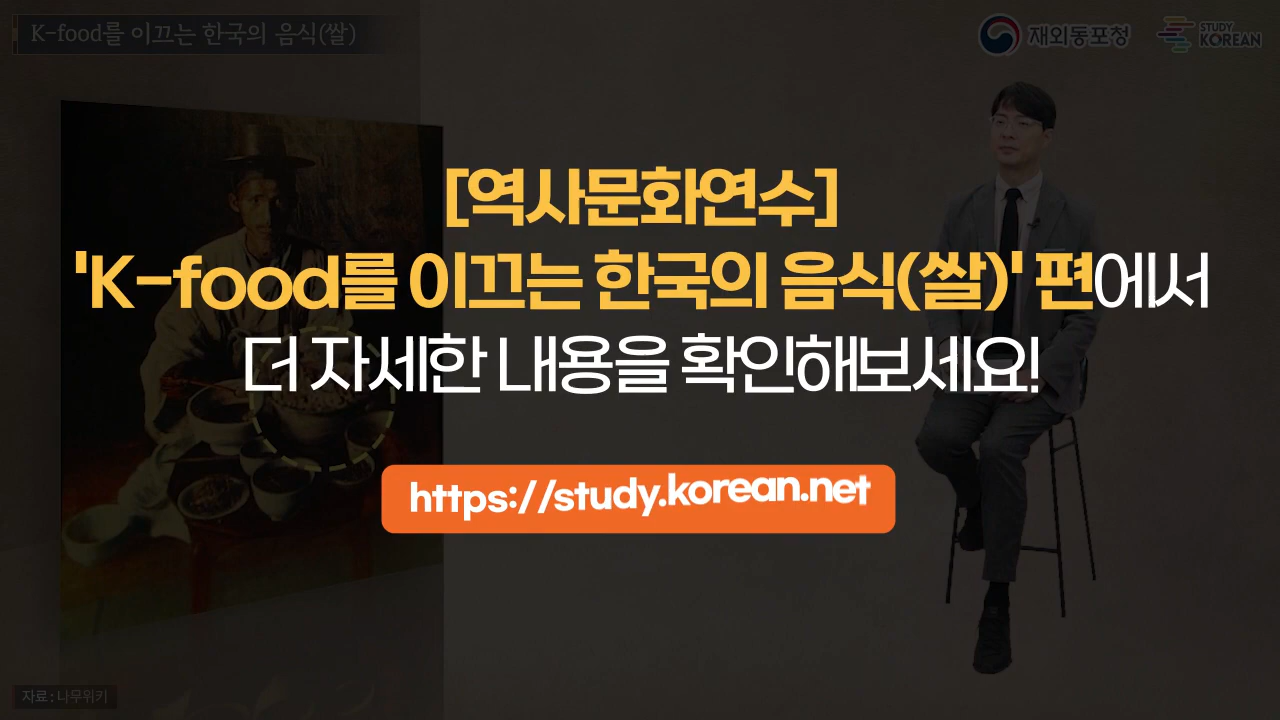 K-food를 이끄는 한국의 음식(쌀)
재외동포청
STUDY
KOREAN
[역사문화연수]
'K-food를 이끄는 한국의 음식(쌀)' 편에서
더 자세한 내용을 확인해보세요!
https://study.korean.net
자료 : 나무위키